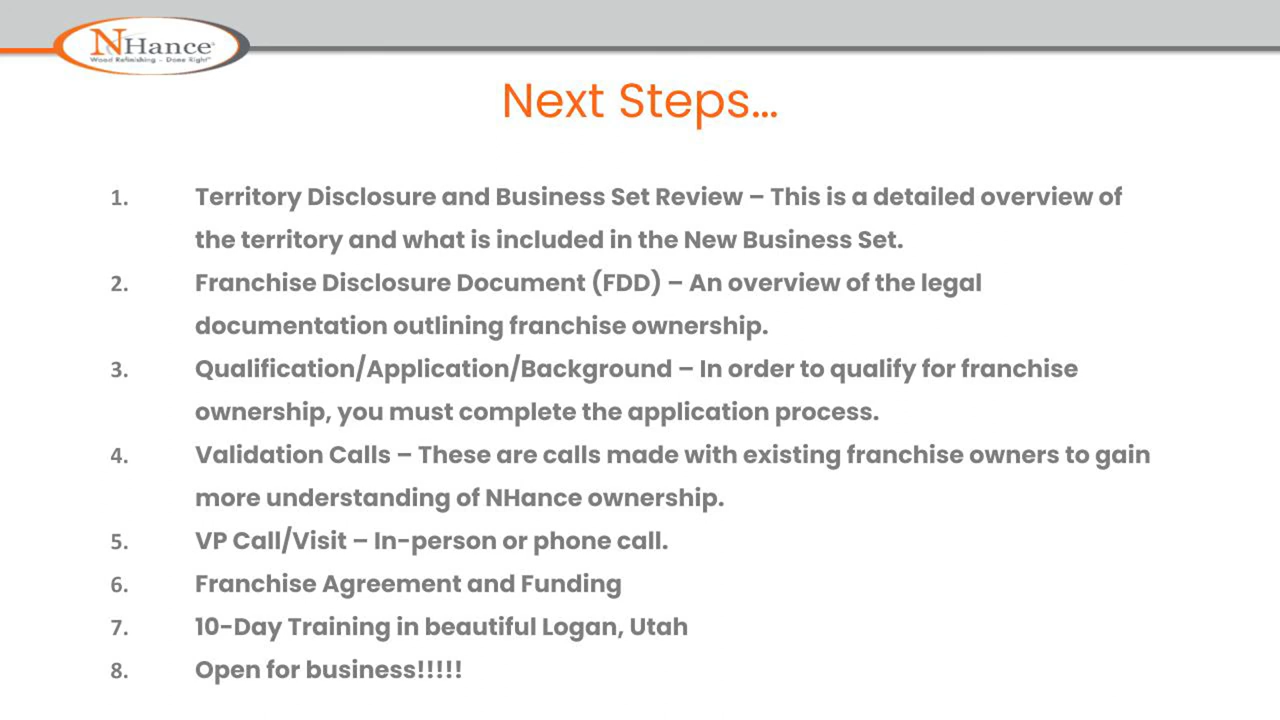 NHance
Wood Refinishing - Done Right™
Next Steps…
1. Territory Disclosure and Business Set Review – This is a detailed overview of
the territory and what is included in the New Business Set.
2. Franchise Disclosure Document (FDD) – An overview of the legal
documentation outlining franchise ownership.
3. Qualification/Application/Background – In order to qualify for franchise
ownership, you must complete the application process.
4. Validation Calls – These are calls made with existing franchise owners to gain
more understanding of NHance ownership.
5. VP Call/Visit – In-person or phone call.
6. Franchise Agreement and Funding
7. 10-Day Training in beautiful Logan, Utah
8. Open for business!!!!!